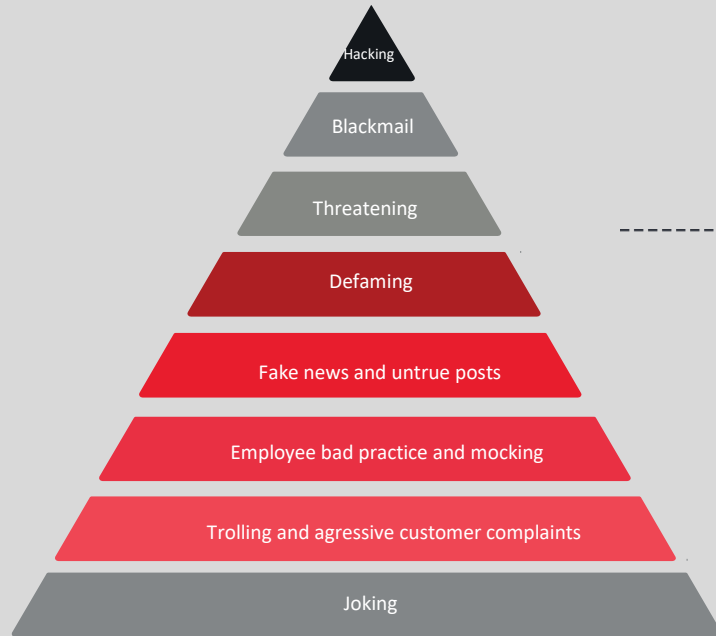 Hacking
Blackmail
Threatening
Defaming
Fake news and untrue posts
Employee bad practice and mocking
Trolling and agressive customer complaints
Joking